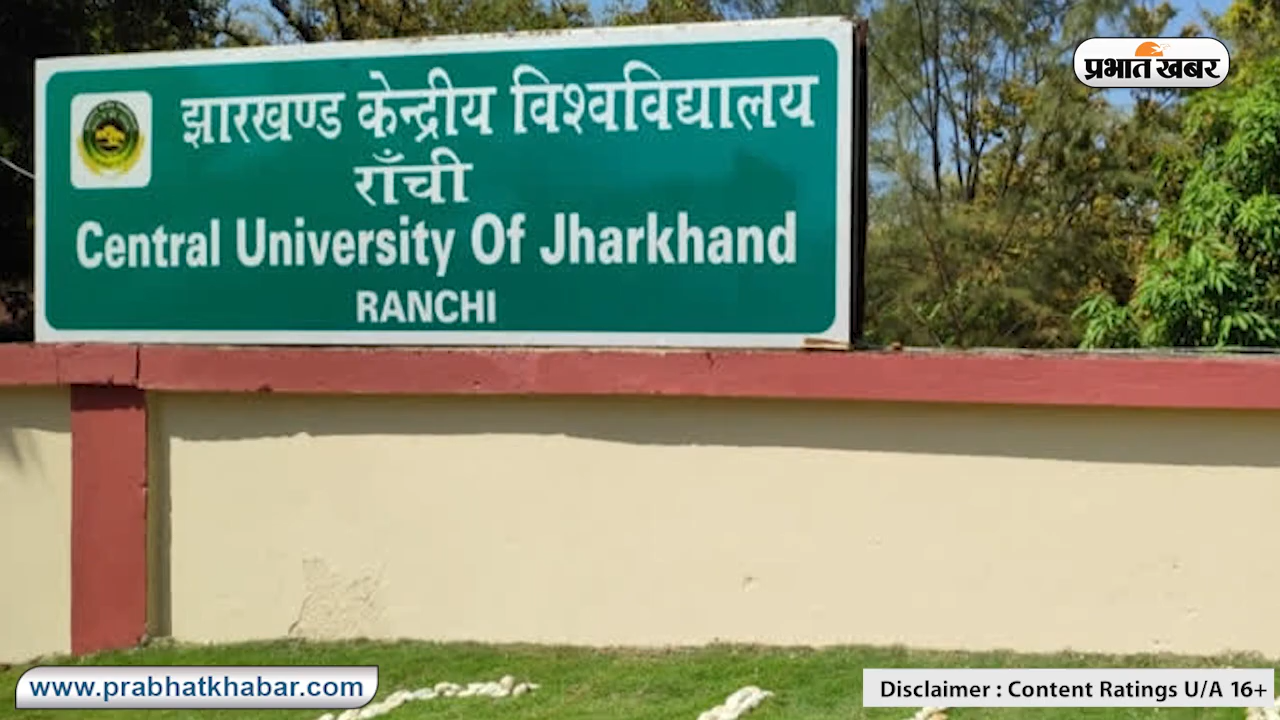 प्रभात खबर
झारखण्ड केन्द्रीय विश्वविद्यालय
राँची
Central University Of Jharkhand
RANCHI
www.prabhatkhabar.com
Disclaimer : Content Ratings U/A 16+